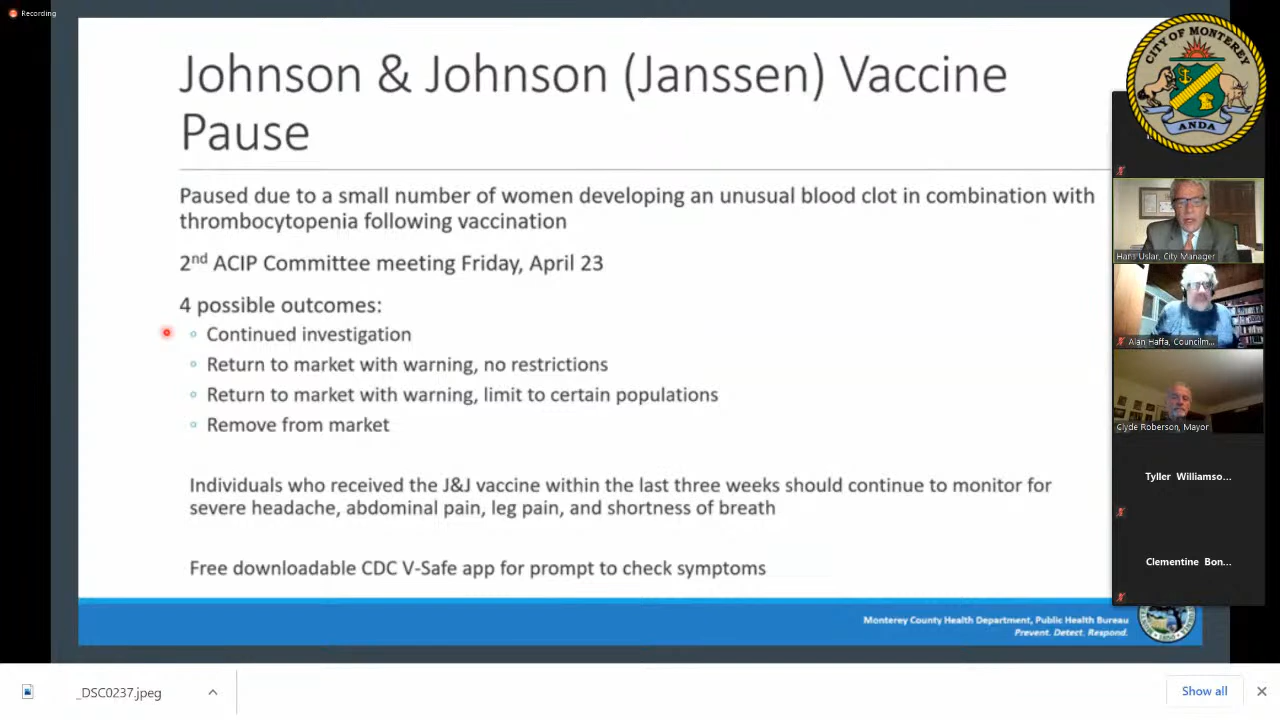 Recording
Johnson & Johnson (Janssen) Vaccine
Pause
Paused due to a small number of women developing an unusual blood clot in combination with
thrombocytopenia following vaccination
2nd ACIP Committee meeting Friday, April 23
4 possible outcomes:
Continued investigation
Return to market with warning, no restrictions
Return to market with warning, limit to certain populations
Remove from market
Individuals who received the J&J vaccine within the last three weeks should continue to monitor for
severe headache, abdominal pain, leg pain, and shortness of breath
Free downloadable CDC V-Safe app for prompt to check symptoms
Monterey County Health Department, Public Health Bureau
Prevent. Detect. Respond.
CITY OF MONTEREY
ANDA
Hans Uslar, City Manager
Alan Haffa, Councilm...
Clyde Roberson, Mayor
Tyller Williamso...
Clementine Bon...
_DSC0237.jpeg
Show all